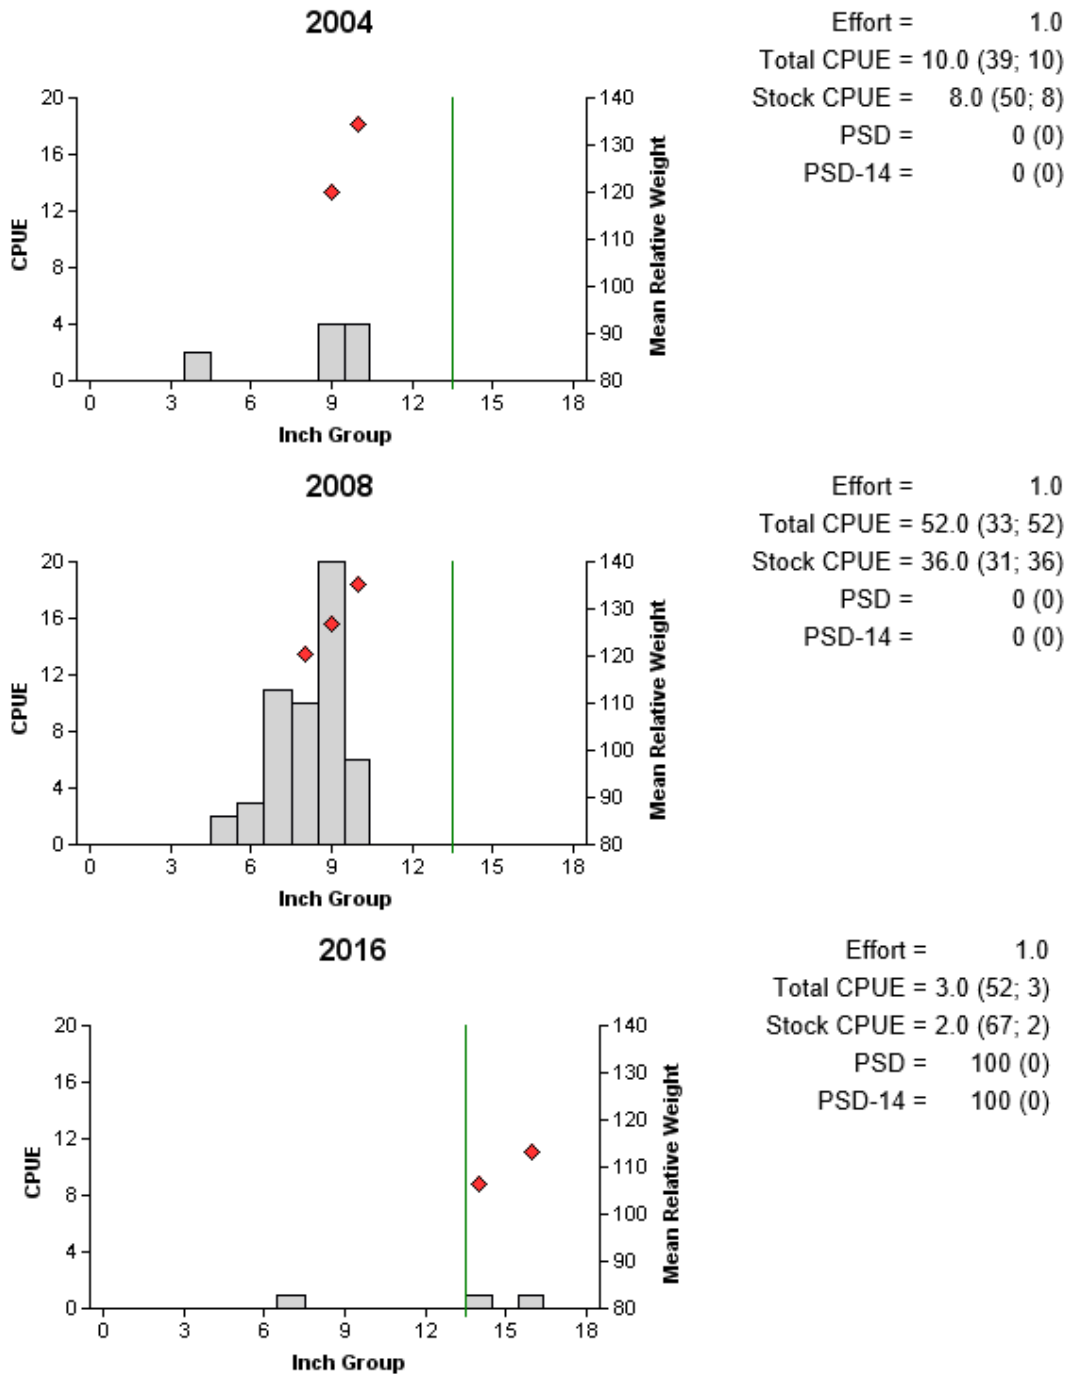 2004
Effort = 1.0
Total CPUE = 10.0 (39; 10)
Stock CPUE = 8.0 (50; 8)
PSD = 0 (0)
PSD-14 = 0 (0)
CPUE
20
16
12
8
4
0
140
130
120
110
100
90
80
Mean Relative Weight
0 3 6 9 12 15 18
Inch Group
2008
Effort = 1.0
Total CPUE = 52.0 (33; 52)
Stock CPUE = 36.0 (31; 36)
PSD = 0 (0)
PSD-14 = 0 (0)
CPUE
20
16
12
8
4
0
140
130
120
110
100
90
80
Mean Relative Weight
0 3 6 9 12 15 18
Inch Group
2016
Effort = 1.0
Total CPUE = 3.0 (52; 3)
Stock CPUE = 2.0 (67; 2)
PSD = 100 (0)
PSD-14 = 100 (0)
CPUE
20
16
12
8
4
0
140
130
120
110
100
90
80
Mean Relative Weight
0 3 6 9 12 15 18
Inch Group